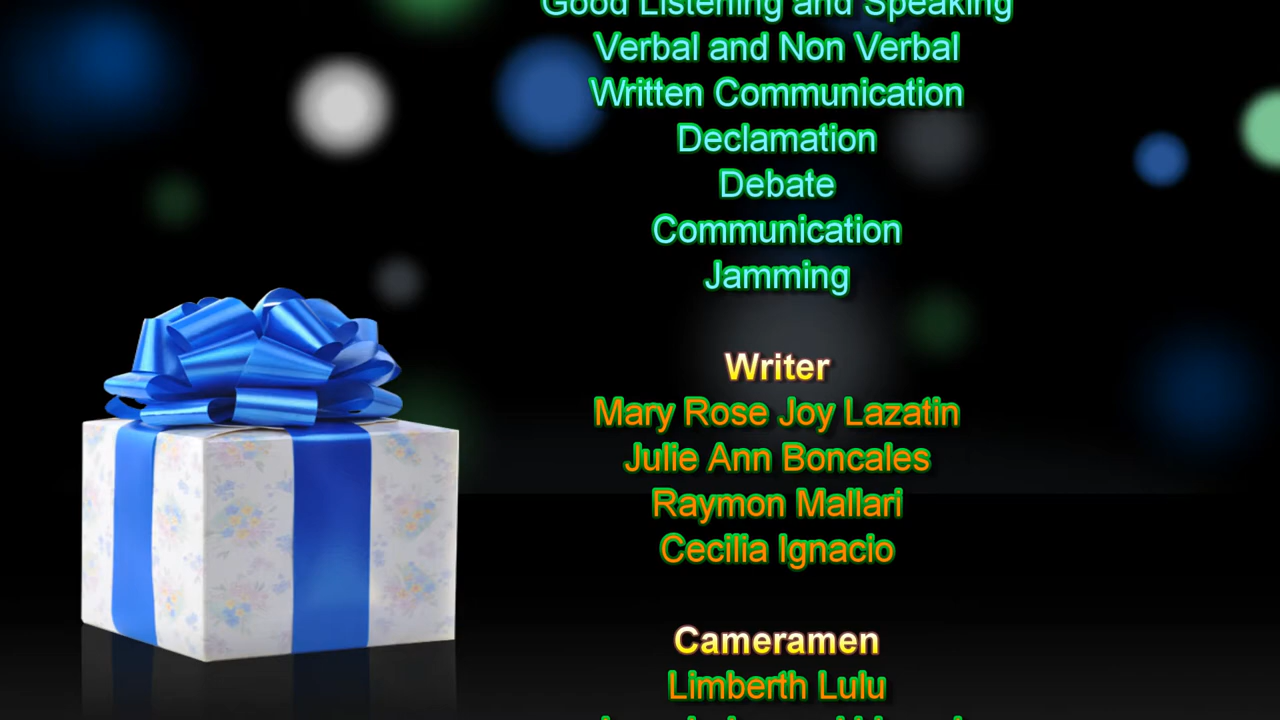 Good Listening and Speaking
Verbal and Non Verbal
Written Communication
Declamation
Debate
Communication
Jamming
Writer
Mary Rose Joy Lazatin
Julie Ann Boncales
Raymon Mallari
Cecilia Ignacio
Cameramen
Limberth Lulu